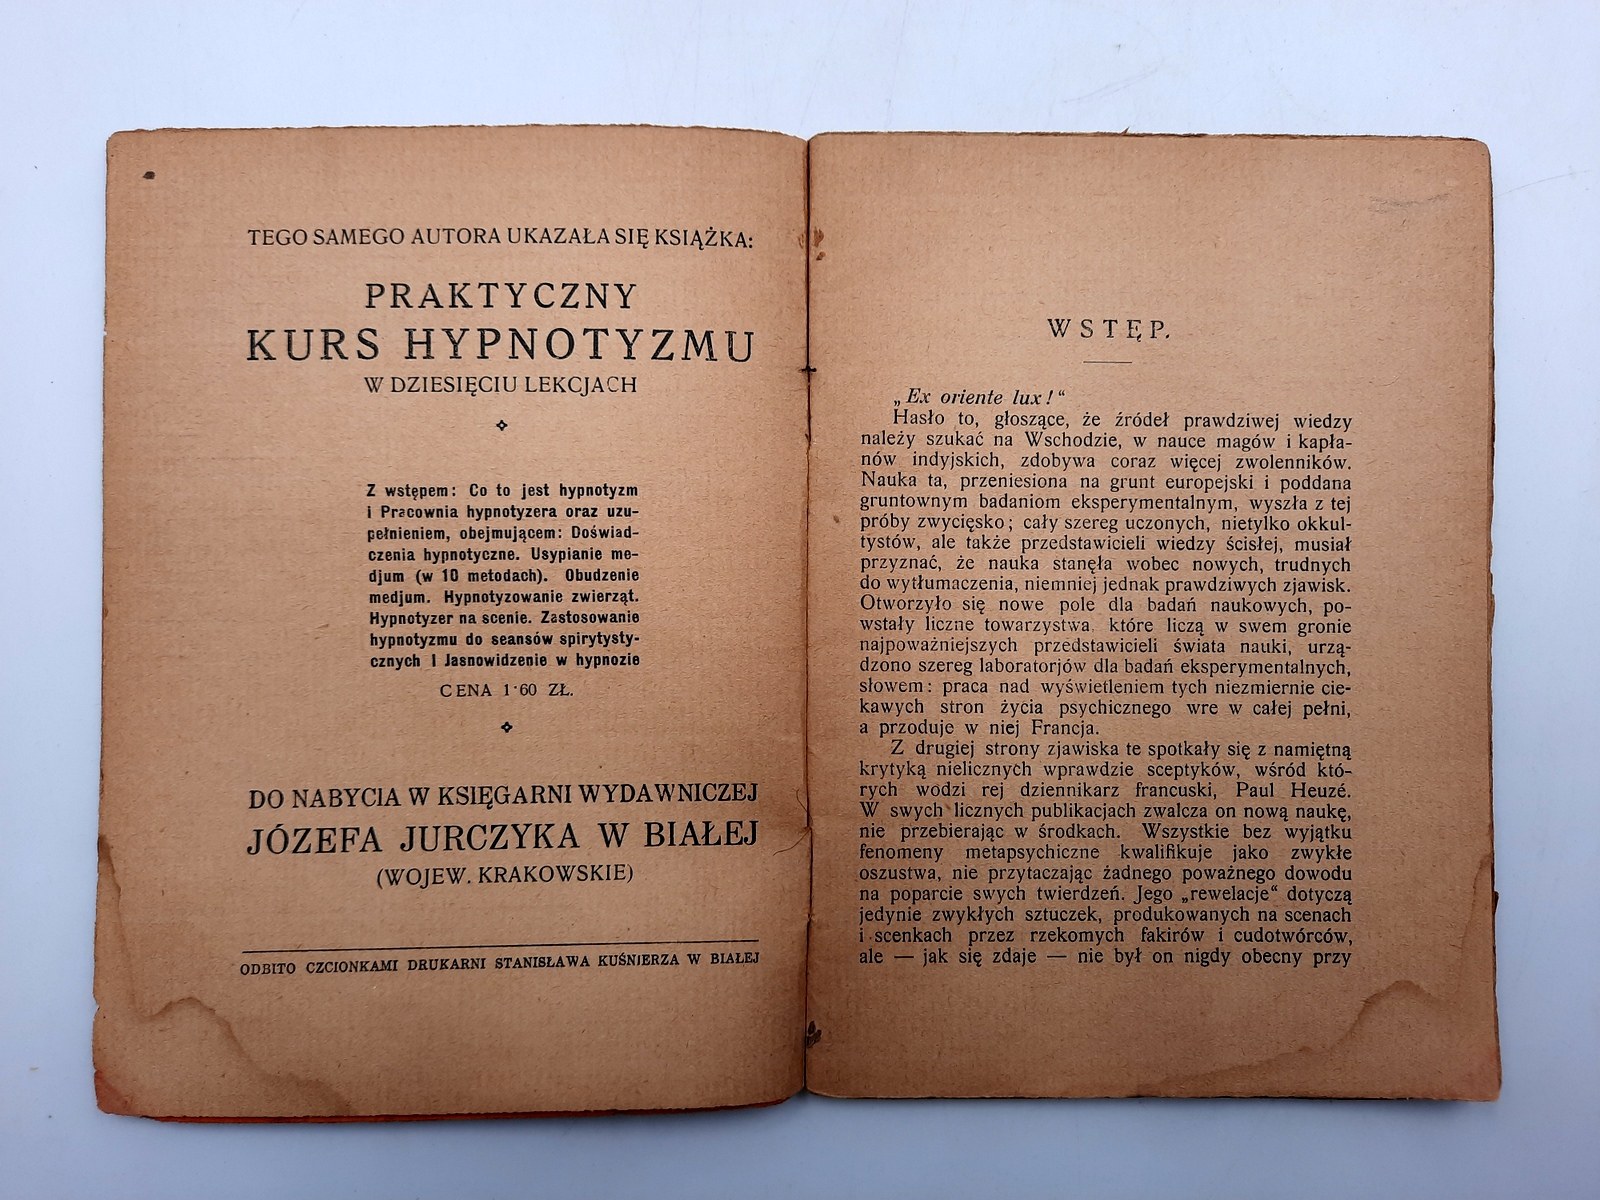 TEGO SAMEGO AUTORA UKAZAŁA SIĘ KSIĄŻKA:
PRAKTYCZNY
KURS HYPNOTYZMU
W DZIESIĘCIU LEKCJACH
Z wstępem: Co to jest hypnotyzm
i Pracownia hypnotyzera oraz uzu-
pełnieniem, obejmującem: Doświad-
czenia hypnotyczne. Usypianie me-
djum (w 10 metodach). Obudzenie
medjum. Hypnotyzowanie zwierząt.
Hypnotyzer na scenie. Zastosowanie
hypnotyzmu do seansów spirytysty-
cznych i Jasnowidzenie w hypnozie
CENA 1·60 ZŁ.
DO NABYCIA W KSIĘGARNI WYDAWNICZEJ
JÓZEFA JURCZYKA W BIAŁEJ
(WOJEW. KRAKOWSKIE)
ODBITO CZCIONKAMI DRUKARNI STANISŁAWA KUŚNIERZA W BIAŁEJ
WSTĘP.
„Ex oriente lux!“
Hasło to, głoszące, że źródeł prawdziwej wiedzy
należy szukać na Wschodzie, w nauce magów i kapła-
nów indyjskich, zdobywa coraz więcej zwolenników.
Nauka ta, przeniesiona na grunt europejski i poddana
gruntownym badaniom eksperymentalnym, wyszła z tej
próby zwycięsko; cały szereg uczonych, nietylko okkul-
tystów, ale także przedstawicieli wiedzy ścisłej, musiał
przyznać, że nauka stanęła wobec nowych, trudnych
do wytłumaczenia, niemniej jednak prawdziwych zjawisk.
Otworzyło się nowe pole dla badań naukowych, po-
wstały liczne towarzystwa, które liczą w swem gronie
najpoważniejszych przedstawicieli świata nauki, urzą-
dzono szereg laboratorjów dla badań eksperymentalnych,
słowem: praca nad wyświetleniem tych niezmiernie cie-
kawych stron życia psychicznego wre w całej pełni,
a przoduje w niej Francja.
Z drugiej strony zjawiska te spotkały się z namiętną
krytyką nielicznych wprawdzie sceptyków, wśród któ-
rych wodzi rej dziennikarz francuski, Paul Heuzé.
W swych licznych publikacjach zwalcza on nową naukę,
nie przebierając w środkach. Wszystkie bez wyjątku
fenomeny metapsychiczne kwalifikuje jako zwykłe
oszustwa, nie przytaczając żadnego poważnego dowodu
na poparcie swych twierdzeń. Jego „rewelacje“ dotyczą
jedynie zwykłych sztuczek, produkowanych na scenach
i scenkach przez rzekomych fakirów i cudotwórców,
ale — jak się zdaje — nie był on nigdy obecny przy